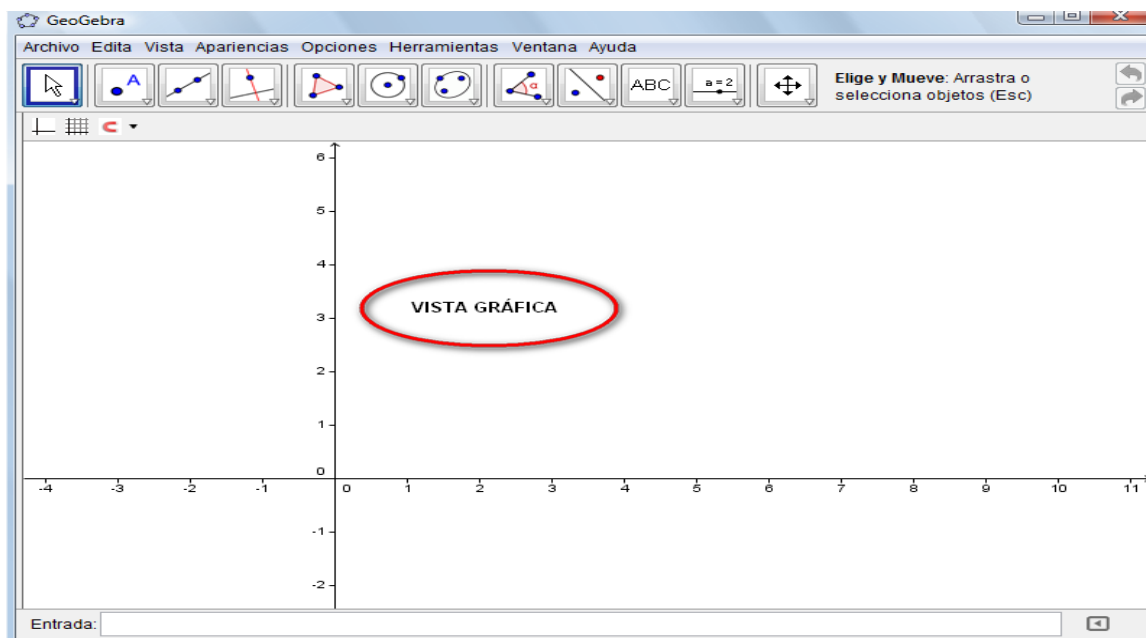 GeoGebra
Archivo Edita Vista Apariencias Opciones Herramientas Ventana Ayuda
A
α
ABC
a=2
Elige y Mueve: Arrastra o
selecciona objetos (Esc)
6
5
4
VISTA GRÁFICA
3
2
1
0
-4 -3 -2 -1 0 1 2 3 4 5 6 7 8 9 10 11
-1
-2
Entrada: